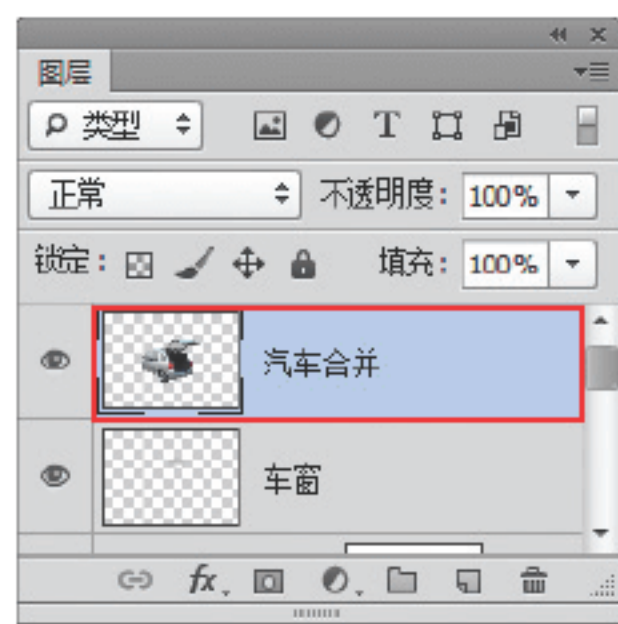 图层
类型
正常 不透明度: 100%
锁定: 填充: 100%
汽车合并
车窗
fx